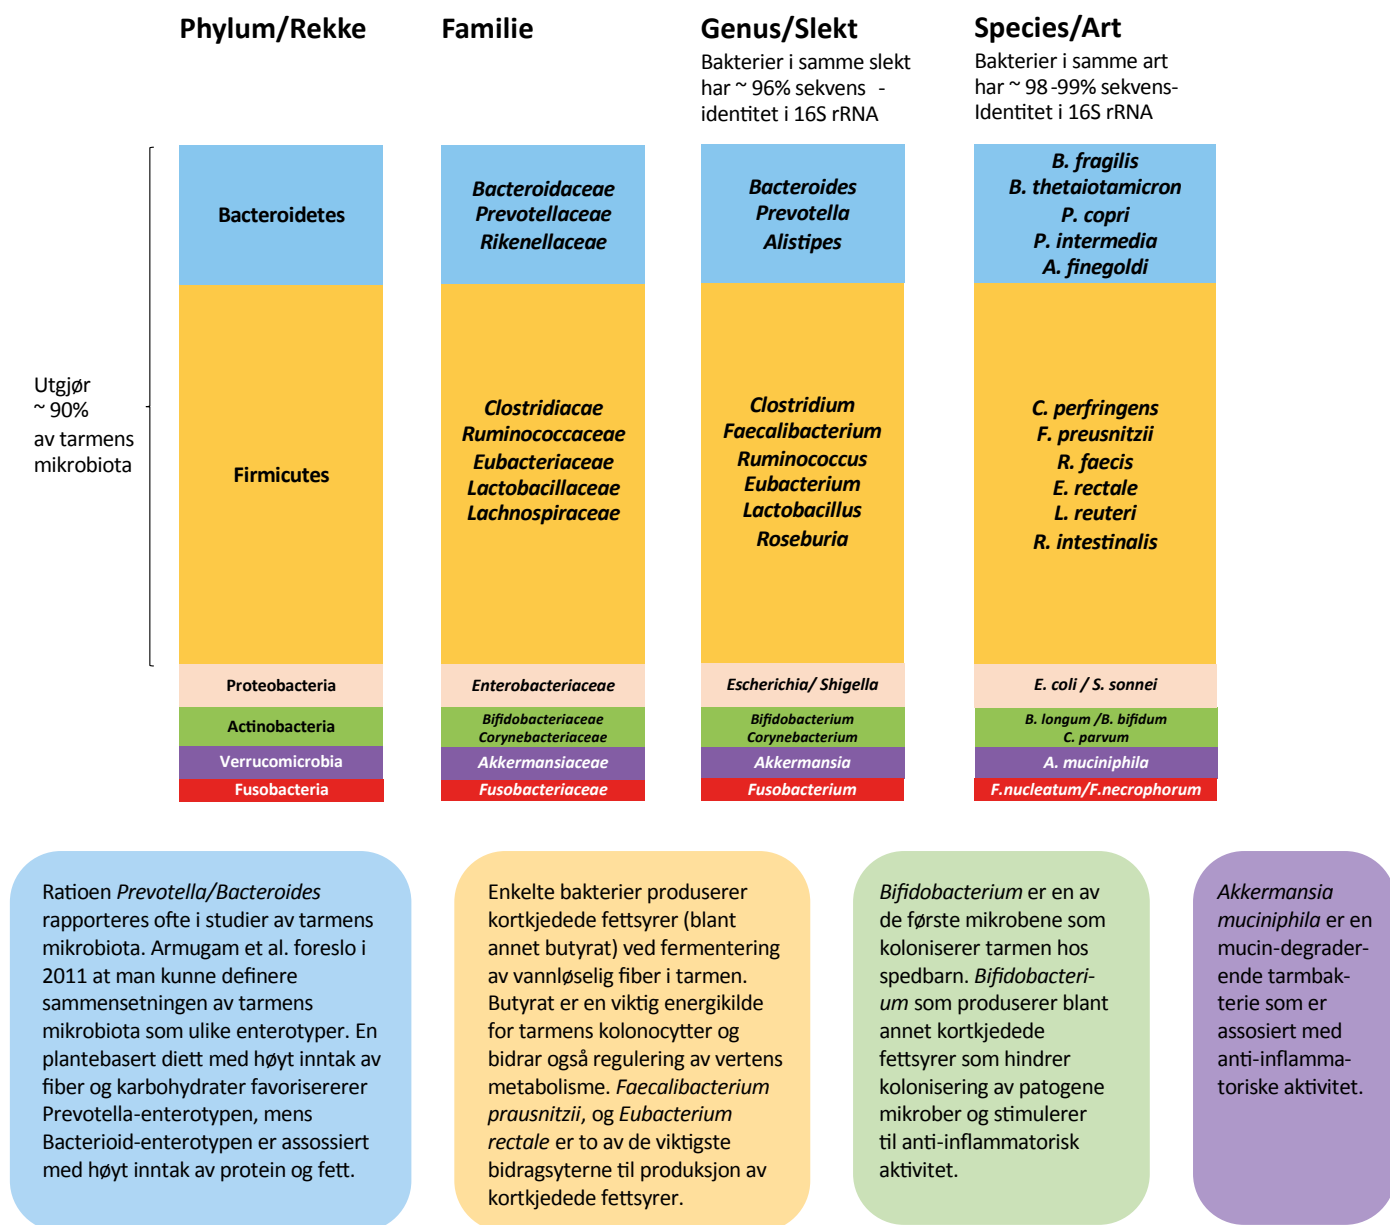 Phylum/Rekke
Familie
Genus/Slekt
Bakterier i samme slekt
har ~ 96% sekvens -
identitet i 16S rRNA
Species/Art
Bakterier i samme art
har ~ 98 -99% sekvens-
Identitet i 16S rRNA
Utgjør
~ 90%
av tarmens
mikrobiota
Bacteroidetes
Bacteroidaceae
Prevotellaceae
Rikenellaceae
Bacteroides
Prevotella
Alistipes
B. fragilis
B. thetaiotamicron
P. copri
P. intermedia
A. finegoldi
Firmicutes
Clostridiacae
Ruminococcaceae
Eubacteriaceae
Lactobacillaceae
Lachnospiraceae
Clostridium
Faecalibacterium
Ruminococcus
Eubacterium
Lactobacillus
Roseburia
C. perfringens
F. preusnitzii
R. faecis
E. rectale
L. reuteri
R. intestinalis
Proteobacteria
Enterobacteriaceae
Escherichia/ Shigella
E. coli / S. sonnei
Actinobacteria
Bifidobacteriaceae
Corynebacteriaceae
Bifidobacterium
Corynebacterium
B. longum /B. bifidum
C. parvum
Verrucomicrobia
Akkermansiaceae
Akkermansia
A. muciniphila
Fusobacteria
Fusobacteriaceae
Fusobacterium
F.nucleatum/F.necrophorum
Ratioen Prevotella/Bacteroides
rapporteres ofte i studier av tarmens
mikrobiota. Armugam et al. foreslo i
2011 at man kunne definere
sammensetningen av tarmens
mikrobiota som ulike enterotyper. En
plantebasert diett med høyt inntak av
fiber og karbohydrater favorisererer
Prevotella-enterotypen, mens
Bacterioid-enterotypen er assossiert
med høyt inntak av protein og fett.
Enkelte bakterier produserer
kortkjedede fettsyrer (blant
annet butyrat) ved fermentering
av vannløselig fiber i tarmen.
Butyrat er en viktig energikilde
for tarmens kolonocytter og
bidrar også regulering av vertens
metabolisme. Faecalibacterium
prausnitzii, og Eubacterium
rectale er to av de viktigste
bidragsyterne til produksjon av
kortkjedede fettsyrer.
Bifidobacterium er en av
de første mikrobene som
koloniserer tarmen hos
spedbarn. Bifidobacteri-
um som produserer blant
annet kortkjedede
fettsyrer som hindrer
kolonisering av patogene
mikrober og stimulerer
til anti-inflammatorisk
aktivitet.
Akkermansia
muciniphila er en
mucin-degrader-
ende tarmbak-
terie som er
assosiert med
anti-inflamma-
toriske aktivitet.